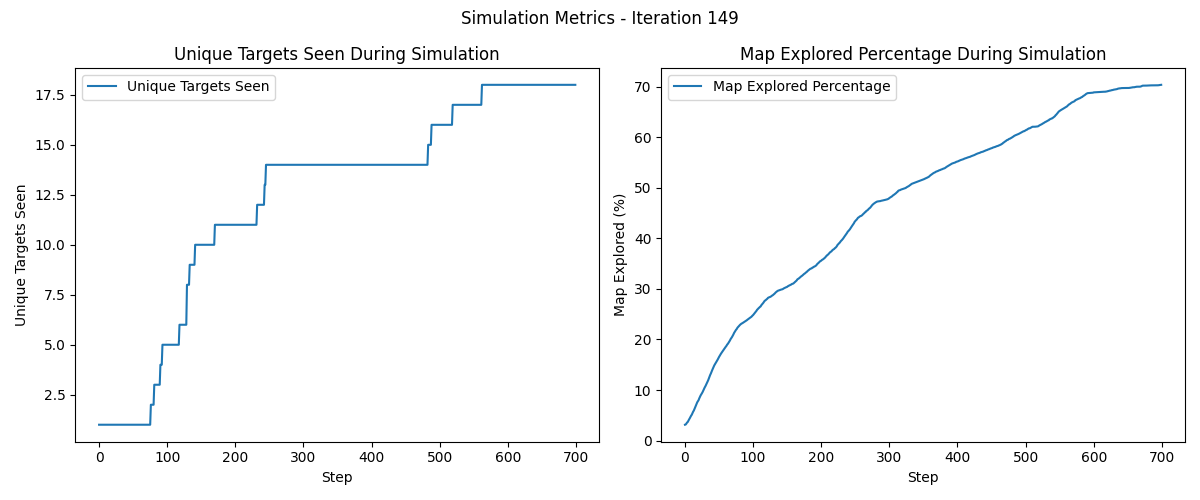 Simulation Metrics - Iteration 149
Unique Targets Seen During Simulation
Unique Targets Seen
17.5
15.0
12.5
10.0
7.5
5.0
2.5
Unique Targets Seen
0 100 200 300 400 500 600 700
Step
Map Explored Percentage During Simulation
Map Explored Percentage
70
60
50
40
30
20
10
0
Map Explored (%)
0 100 200 300 400 500 600 700
Step